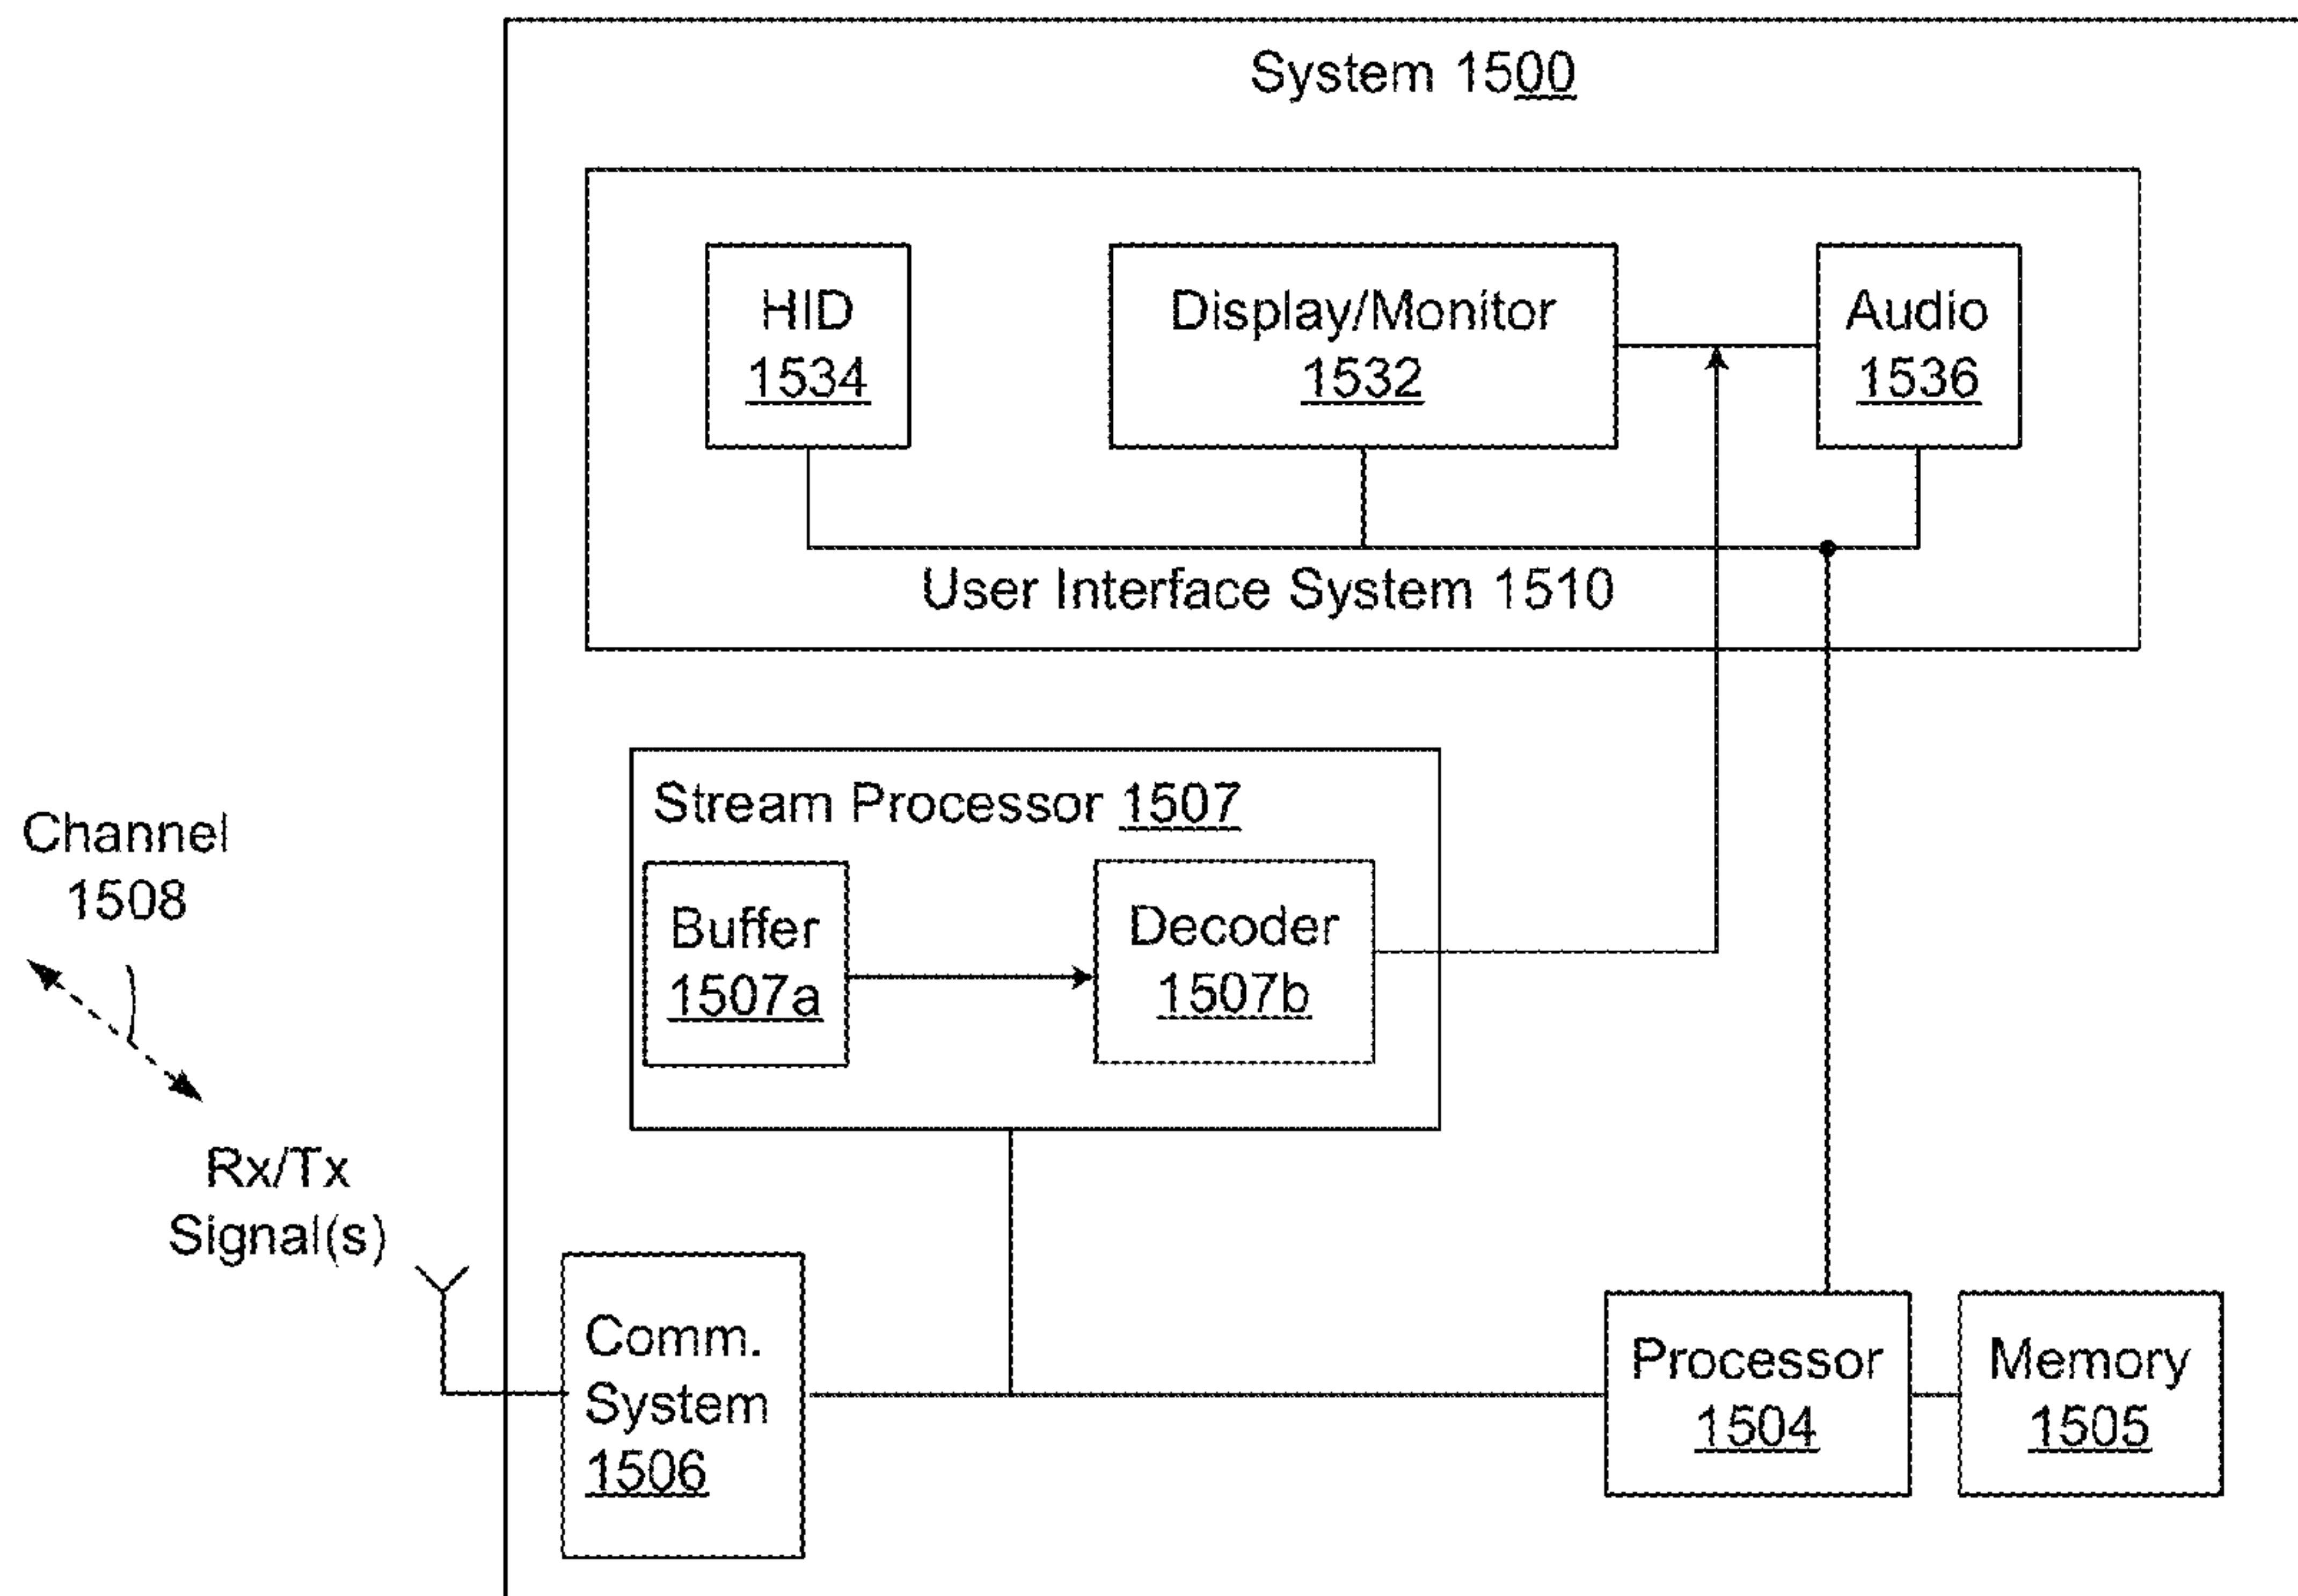 System 1500
HID
1534
Display/Monitor
1532
Audio
1536
User Interface System 1510
Stream Processor 1507
Buffer
1507a
Decoder
1507b
Channel
1508
Rx/Tx
Signal(s)
Comm.
System
1506
Processor
1504
Memory
1505